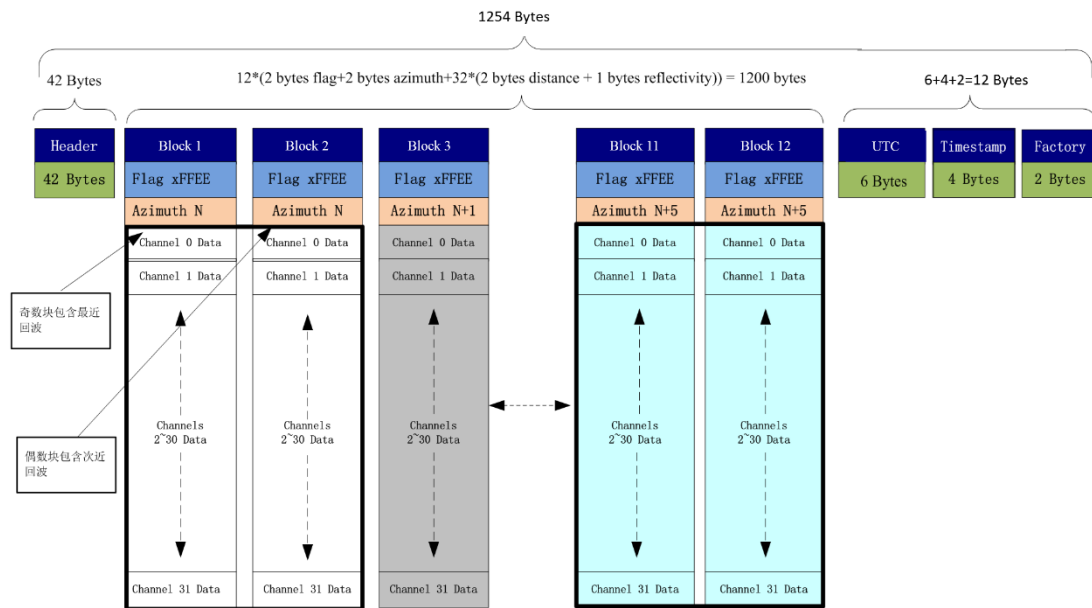 1254 Bytes
42 Bytes
12*(2 bytes flag+2 bytes azimuth+32*(2 bytes distance + 1 bytes reflectivity)) = 1200 bytes
6+4+2=12 Bytes
Header
42 Bytes
Block 1
Flag xFFEE
Azimuth N
Channel 0 Data
Channel 1 Data
Channels
2~30 Data
Channel 31 Data
Block 2
Flag xFFEE
Azimuth N
Channel 0 Data
Channel 1 Data
Channels
2~30 Data
Channel 31 Data
Block 3
Flag xFFEE
Azimuth N+1
Channel 0 Data
Channel 1 Data
Channels
2~30 Data
Channel 31 Data
Block 11
Flag xFFEE
Azimuth N+5
Channel 0 Data
Channel 1 Data
Channels
2~30 Data
Channel 31 Data
Block 12
Flag xFFEE
Azimuth N+5
Channel 0 Data
Channel 1 Data
Channels
2~30 Data
Channel 31 Data
UTC
6 Bytes
Timestamp
4 Bytes
Factory
2 Bytes
奇数块包含最近
回波
偶数块包含次近
回波